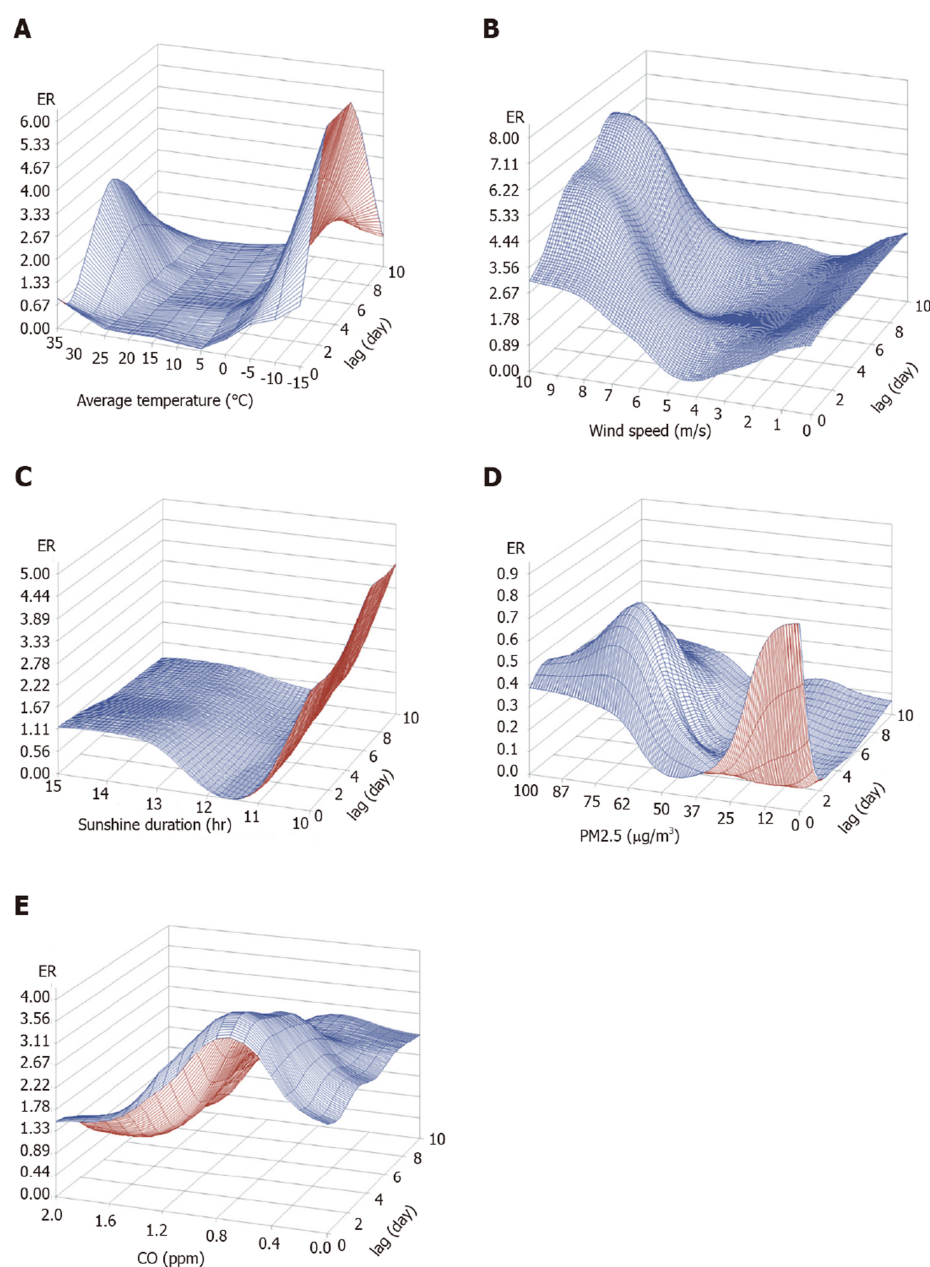 A
ER
6.00
5.33
4.67
4.00
3.33
2.67
2.00
1.33
0.67
0.00
35 30 25 20 15 10 5 0 -5 -10 -15
0 2 4 6 8 10
Average temperature (°C)
lag (day)
B
ER
8.00
7.11
6.22
5.33
4.44
3.56
2.67
1.78
0.89
0.00
10 9 8 7 6 5 4 3 2 1 0
0 2 4 6 8 10
Wind speed (m/s)
lag (day)
C
ER
5.00
4.44
3.89
3.33
2.78
2.22
1.67
1.11
0.56
0.00
15 14 13 12 11 10
0 2 4 6 8 10
Sunshine duration (hr)
lag (day)
D
ER
0.9
0.8
0.7
0.6
0.5
0.4
0.3
0.2
0.1
0.0
100 87 75 62 50 37 25 12 0
0 2 4 6 8 10
PM2.5 (μg/m³)
lag (day)
E
ER
4.00
3.56
3.11
2.67
2.22
1.78
1.33
0.89
0.44
0.00
2.0 1.6 1.2 0.8 0.4 0.0
0 2 4 6 8 10
CO (ppm)
lag (day)